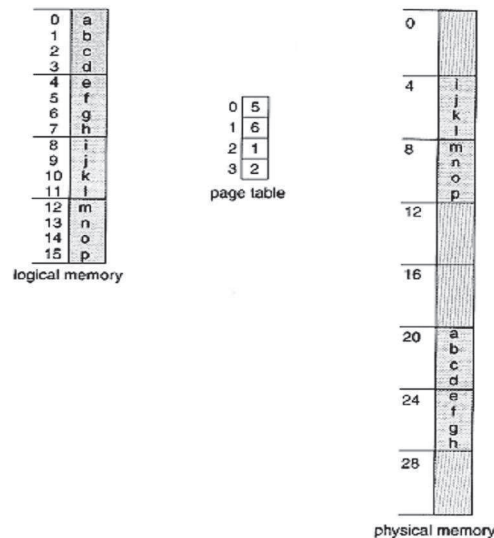 0 a
1 b
2 c
3 d
4 e
5 f
6 g
7 h
8 i
9 j
10 k
11 l
12 m
13 n
14 o
15 p
logical memory
0 5
1 6
2 1
3 2
page table
0
4 i
j
k
l
8 m
n
o
p
12
16
20 a
b
c
d
24 e
f
g
h
28
physical memory